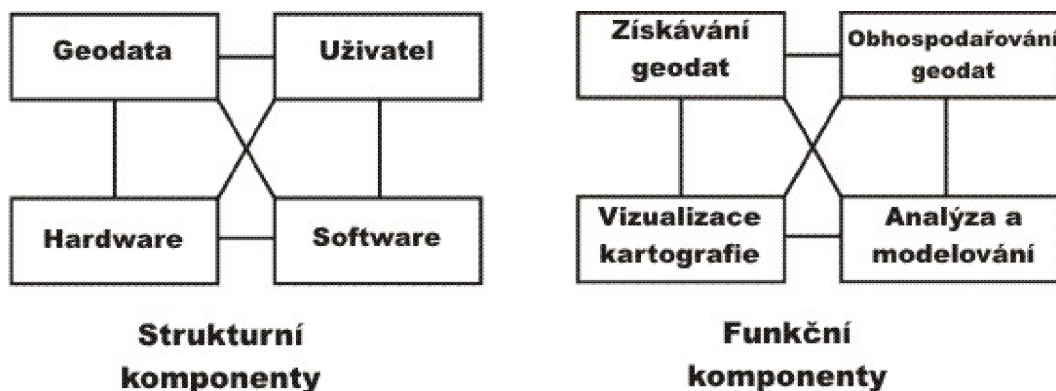 Geodata
Uživatel
Hardware
Software
Strukturní
komponenty
Získávání
geodat
Obhospodařování
geodat
Vizualizace
kartografie
Analýza a
modelování
Funkční
komponenty